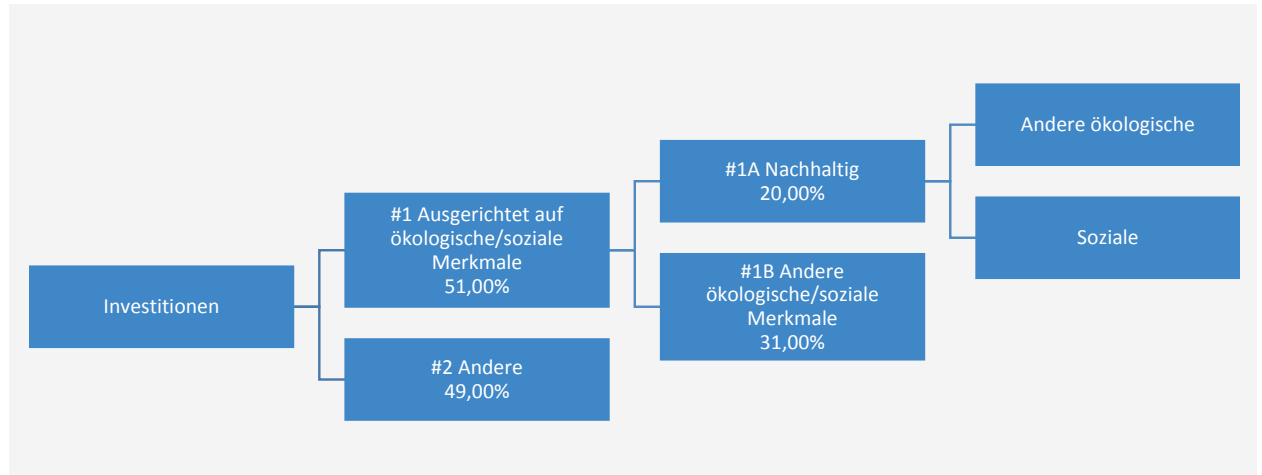 Investitionen
#1 Ausgerichtet auf
ökologische/soziale
Merkmale
51,00%
#2 Andere
49,00%
#1A Nachhaltig
20,00%
#1B Andere
ökologische/soziale
Merkmale
31,00%
Andere ökologische
Soziale